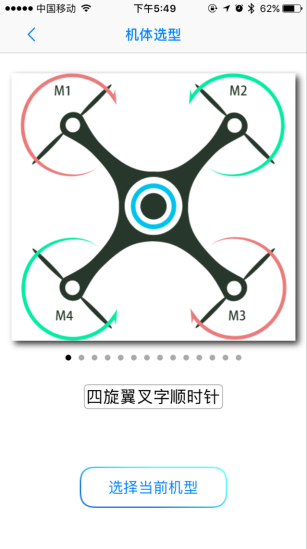 中国移动 下午5:49 62%
机体选型
M1 M2
M4 M3
四旋翼叉字顺时针
选择当前机型